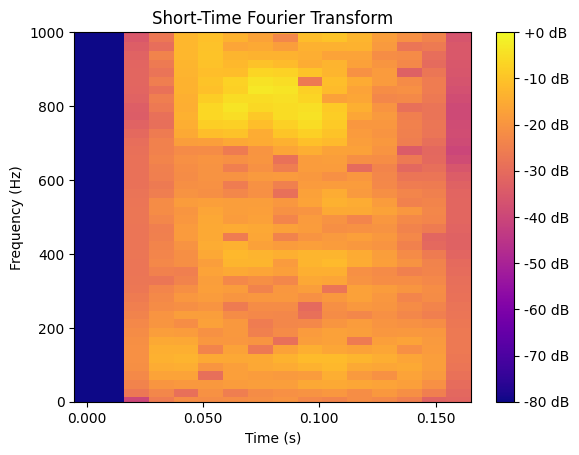 Short-Time Fourier Transform
1000
800
600
400
200
0
Frequency (Hz)
0.000
0.050
0.100
0.150
Time (s)
+0 dB
-10 dB
-20 dB
-30 dB
-40 dB
-50 dB
-60 dB
-70 dB
-80 dB